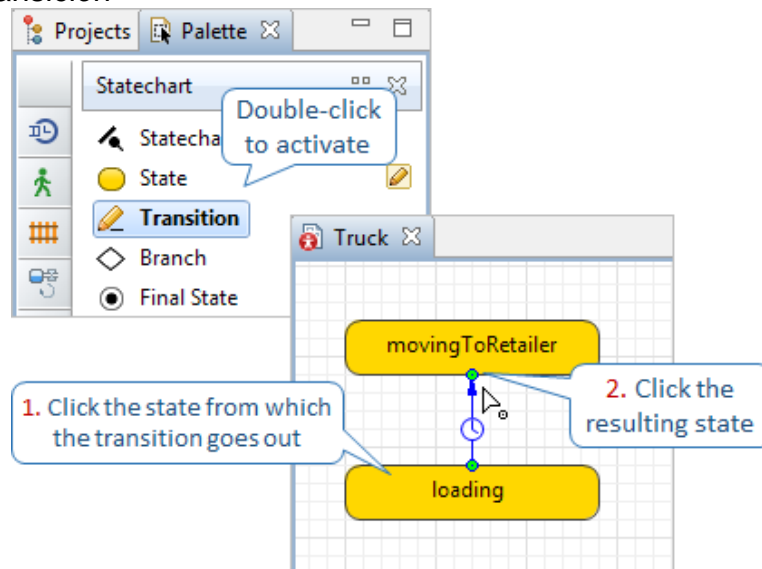 Projects
Palette
Statechart
Double-click
to activate
Statecha
State
Transition
Branch
Final State
Truck
movingToRetailer
1. Click the state from which
the transition goes out
2. Click the
resulting state
loading